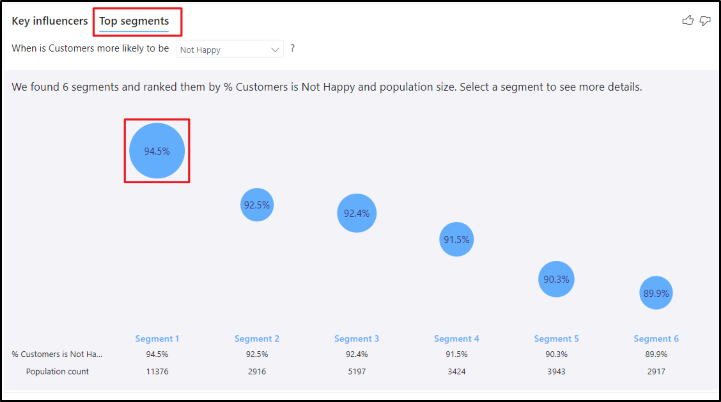 Key influencers Top segments
When is Customers more likely to be Not Happy ?
We found 6 segments and ranked them by % Customers is Not Happy and population size. Select a segment to see more details.
94.5%
92.5%
92.4%
91.5%
90.3%
89.9%
Segment 1 Segment 2 Segment 3 Segment 4 Segment 5 Segment 6
% Customers is Not Ha... 94.5% 92.5% 92.4% 91.5% 90.3% 89.9%
Population count 11376 2916 5197 3424 3943 2917